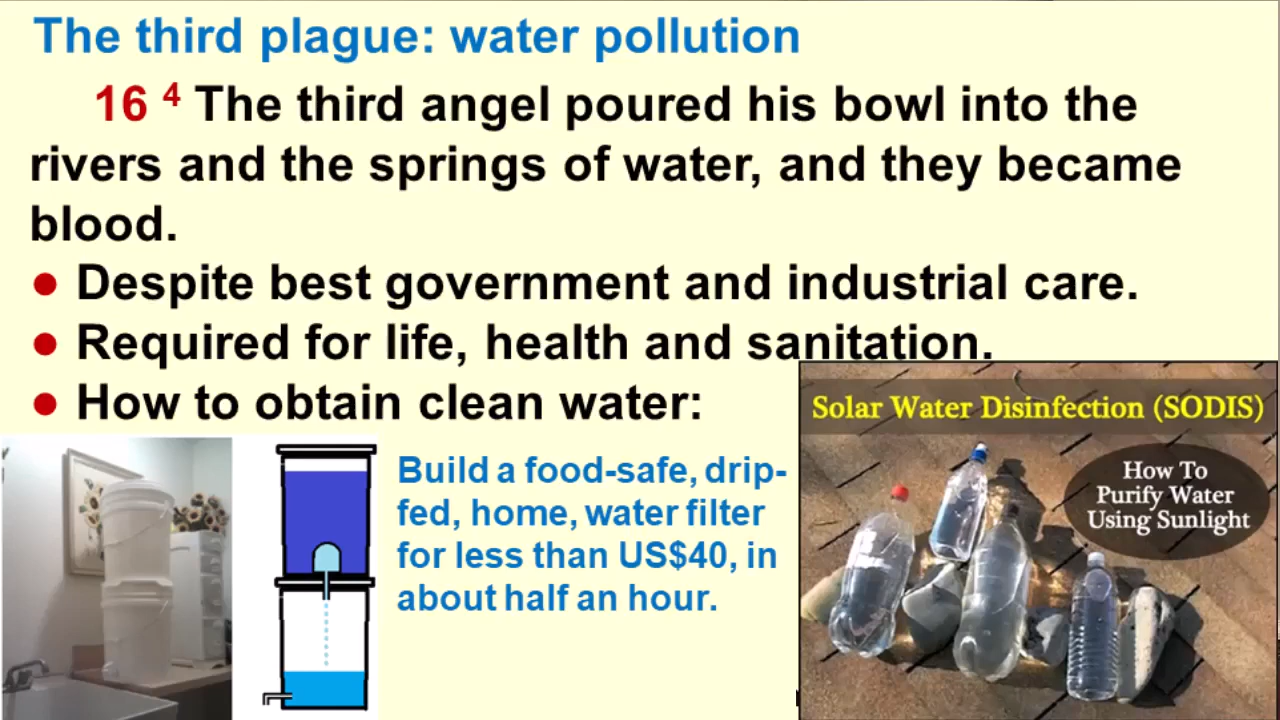 The third plague: water pollution
16 4 The third angel poured his bowl into the
rivers and the springs of water, and they became
blood.
● Despite best government and industrial care.
● Required for life, health and sanitation.
● How to obtain clean water:
Build a food-safe, drip-
fed, home, water filter
for less than US$40, in
about half an hour.
Solar Water Disinfection (SODIS)
How To
Purify Water
Using Sunlight